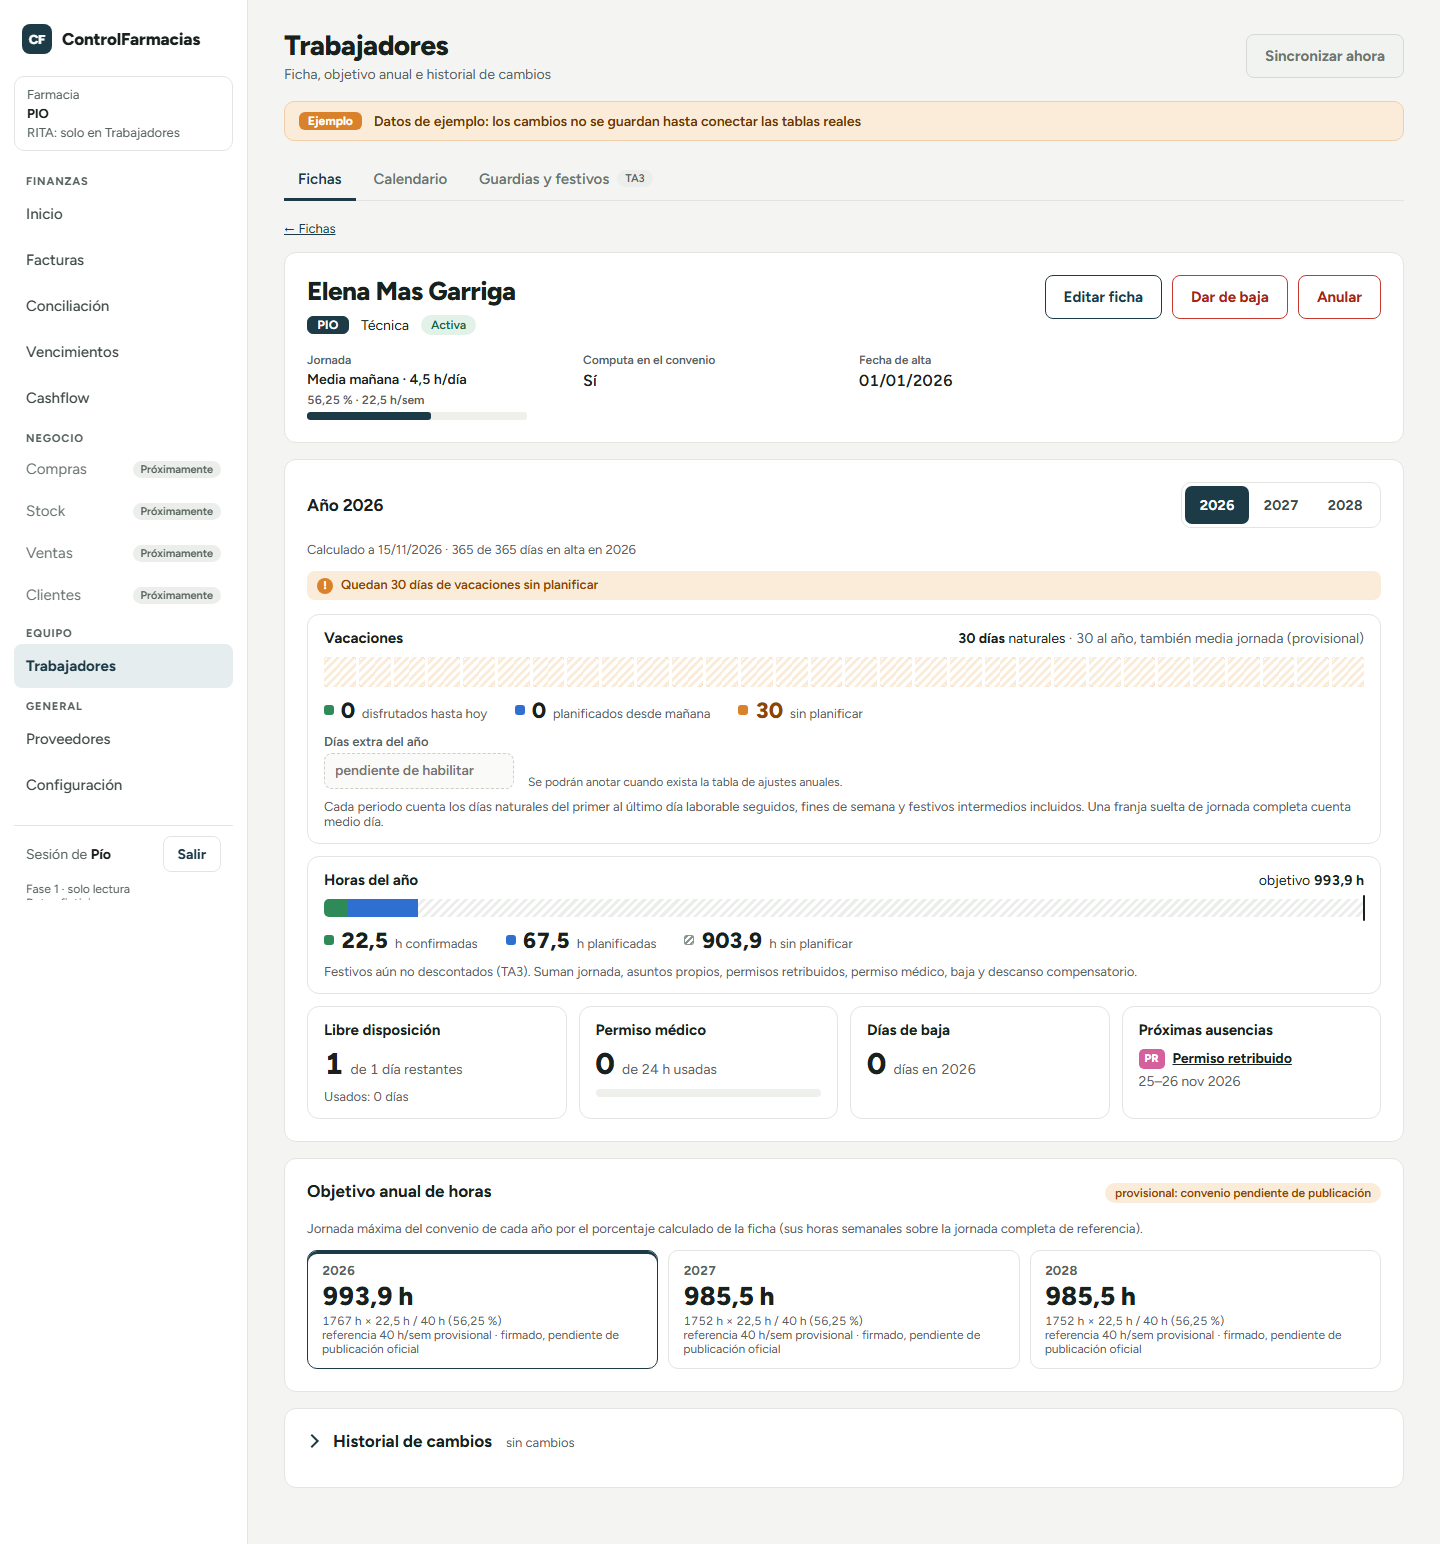 CF ControlFarmacias
Farmacia
PIO
RITA: solo en Trabajadores
FINANZAS
Inicio
Facturas
Conciliación
Vencimientos
Cashflow
NEGOCIO
Compras Próximamente
Stock Próximamente
Ventas Próximamente
Clientes Próximamente
EQUIPO
Trabajadores
GENERAL
Proveedores
Configuración
Sesión de Pío Salir
Fase 1 · solo lectura
Trabajadores
Ficha, objetivo anual e historial de cambios
Sincronizar ahora
Ejemplo Datos de ejemplo: los cambios no se guardan hasta conectar las tablas reales
Fichas Calendario Guardias y festivos TA3
← Fichas
Elena Mas Garriga
Editar ficha Dar de baja Anular
PIO Técnica Activa
Jornada
Media mañana · 4,5 h/día
56,25 % · 22,5 h/sem
Computa en el convenio
Sí
Fecha de alta
01/01/2026
Año 2026
2026 2027 2028
Calculado a 15/11/2026 · 365 de 365 días en alta en 2026
! Quedan 30 días de vacaciones sin planificar
Vacaciones 30 días naturales · 30 al año, también media jornada (provisional)
0 disfrutados hasta hoy 0 planificados desde mañana 30 sin planificar
Días extra del año
pendiente de habilitar Se podrán anotar cuando exista la tabla de ajustes anuales.
Cada periodo cuenta los días naturales del primer al último día laborable seguidos, fines de semana y festivos intermedios incluidos. Una franja suelta de jornada completa cuenta
medio día.
Horas del año objetivo 993,9 h
22,5 h confirmadas 67,5 h planificadas 903,9 h sin planificar
Festivos aún no descontados (TA3). Suman jornada, asuntos propios, permisos retribuidos, permiso médico, baja y descanso compensatorio.
Libre disposición
1 de 1 día restantes
Usados: 0 días
Permiso médico
0 de 24 h usadas
Días de baja
0 días en 2026
Próximas ausencias
PR Permiso retribuido
25–26 nov 2026
Objetivo anual de horas provisional: convenio pendiente de publicación
Jornada máxima del convenio de cada año por el porcentaje calculado de la ficha (sus horas semanales sobre la jornada completa de referencia).
2026
993,9 h
1767 h × 22,5 h / 40 h (56,25 %)
referencia 40 h/sem provisional · firmado, pendiente de
publicación oficial
2027
985,5 h
1752 h × 22,5 h / 40 h (56,25 %)
referencia 40 h/sem provisional · firmado, pendiente de
publicación oficial
2028
985,5 h
1752 h × 22,5 h / 40 h (56,25 %)
referencia 40 h/sem provisional · firmado, pendiente de
publicación oficial
Historial de cambios sin cambios